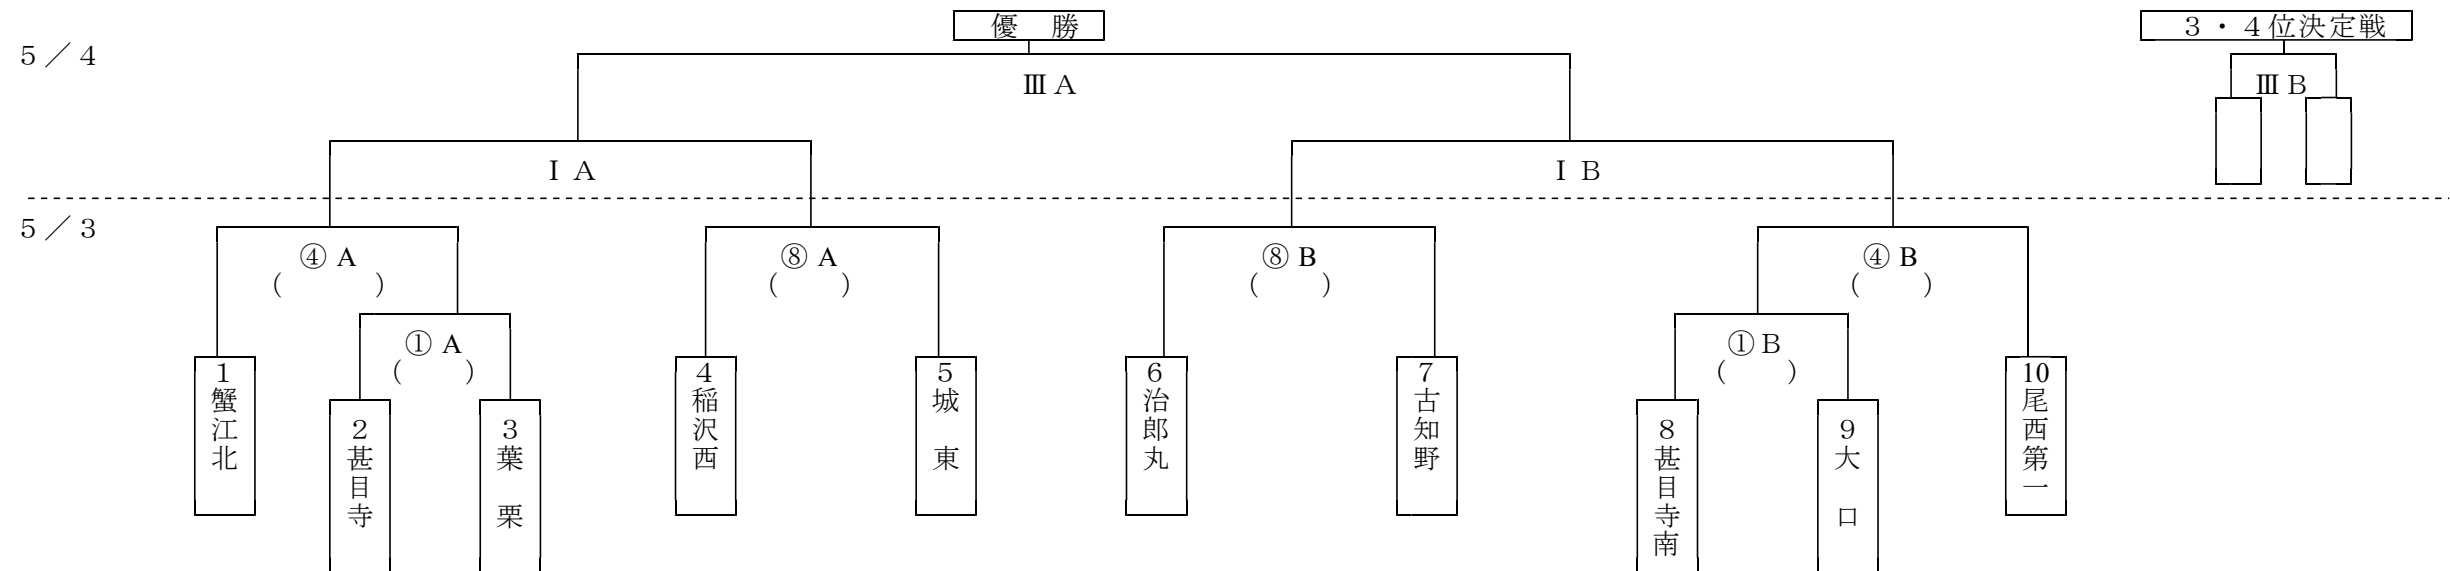 優　勝
３・４位決定戦
５／４
ⅢＡ
ⅢＢ
ⅠＡ
ⅠＢ
５／３
④A
（　　　）
⑧A
（　　）
⑧B
（　　）
④B
（　　）
①A
（　　）
①B
（　　）
1蟹江北
2甚目寺
3葉　栗
4稲沢西
5城　東
6治郎丸
7古知野
8甚目寺南
9大　口
10尾西第一